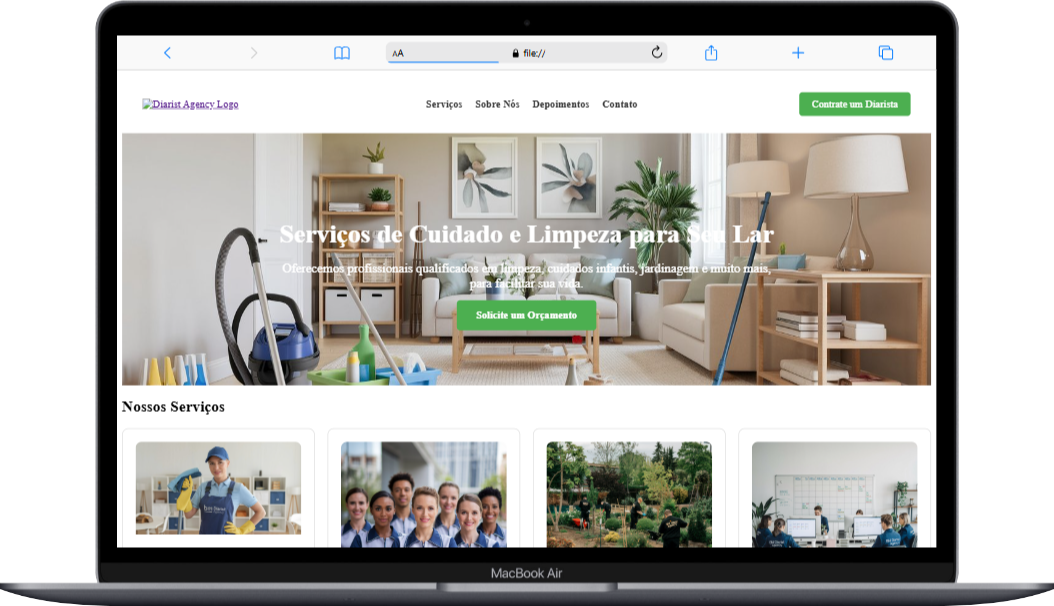 AA
file://
Diarist Agency Logo
Serviços
Sobre Nós
Depoimentos
Contato
Contrate um Diarista
Serviços de Cuidado e Limpeza para Seu Lar
Oferecemos profissionais qualificados em limpeza, cuidados infantis, jardinagem e muito mais,
para facilitar sua vida.
Solicite um Orçamento
Nossos Serviços
MacBook Air